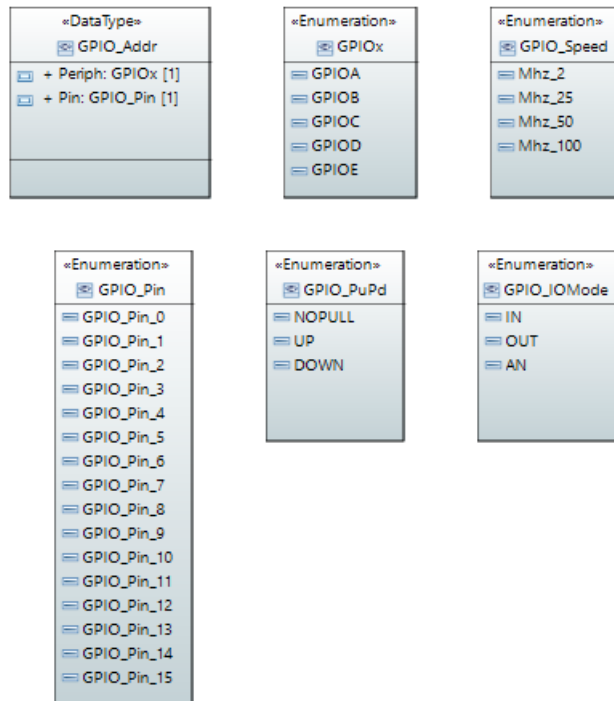 «DataType»
GPIO_Addr
+ Periph: GPIOx [1]
+ Pin: GPIO_Pin [1]
«Enumeration»
GPIOx
GPIOA
GPIOB
GPIOC
GPIOD
GPIOE
«Enumeration»
GPIO_Speed
Mhz_2
Mhz_25
Mhz_50
Mhz_100
«Enumeration»
GPIO_Pin
GPIO_Pin_0
GPIO_Pin_1
GPIO_Pin_2
GPIO_Pin_3
GPIO_Pin_4
GPIO_Pin_5
GPIO_Pin_6
GPIO_Pin_7
GPIO_Pin_8
GPIO_Pin_9
GPIO_Pin_10
GPIO_Pin_11
GPIO_Pin_12
GPIO_Pin_13
GPIO_Pin_14
GPIO_Pin_15
«Enumeration»
GPIO_PuPd
NOPULL
UP
DOWN
«Enumeration»
GPIO_IOMode
IN
OUT
AN